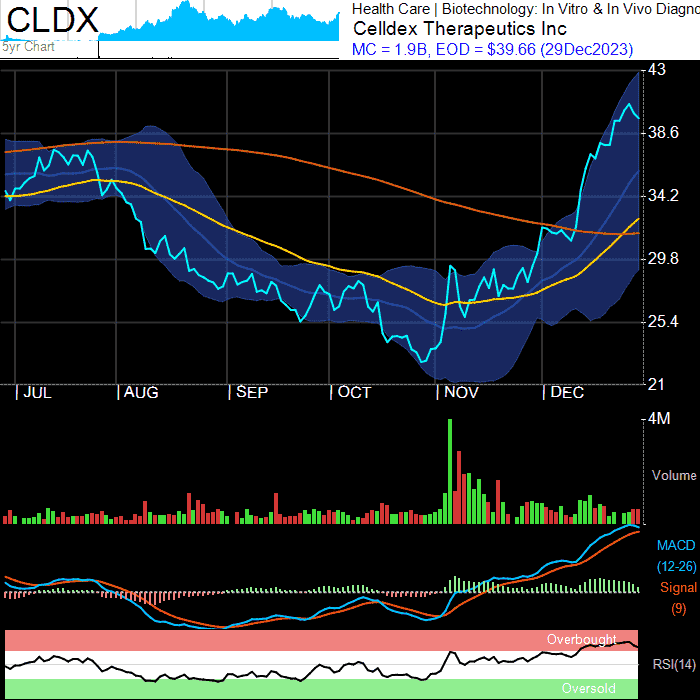 CLDX
Health Care | Biotechnology: In Vitro & In Vivo Diagno
Celldex Therapeutics Inc
5yr Chart
MC = 1.9B, EOD = $39.66 (29Dec2023)
43
38.6
34.2
29.8
25.4
21
JUL AUG SEP OCT NOV DEC
4M
Volume
MACD
(12-26)
Signal
(9)
Overbought
RSI(14)
Oversold